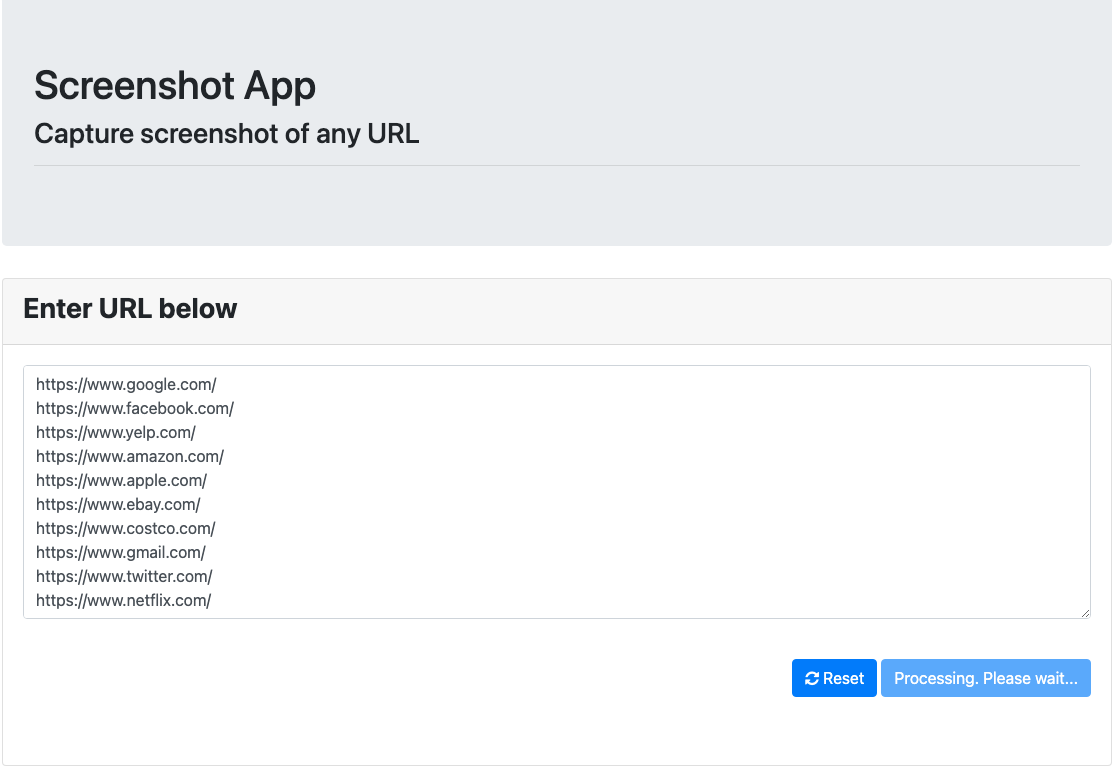 Screenshot App
Capture screenshot of any URL
Enter URL below
https://www.google.com/
https://www.facebook.com/
https://www.yelp.com/
https://www.amazon.com/
https://www.apple.com/
https://www.ebay.com/
https://www.costco.com/
https://www.gmail.com/
https://www.twitter.com/
https://www.netflix.com/
Reset
Processing. Please wait...